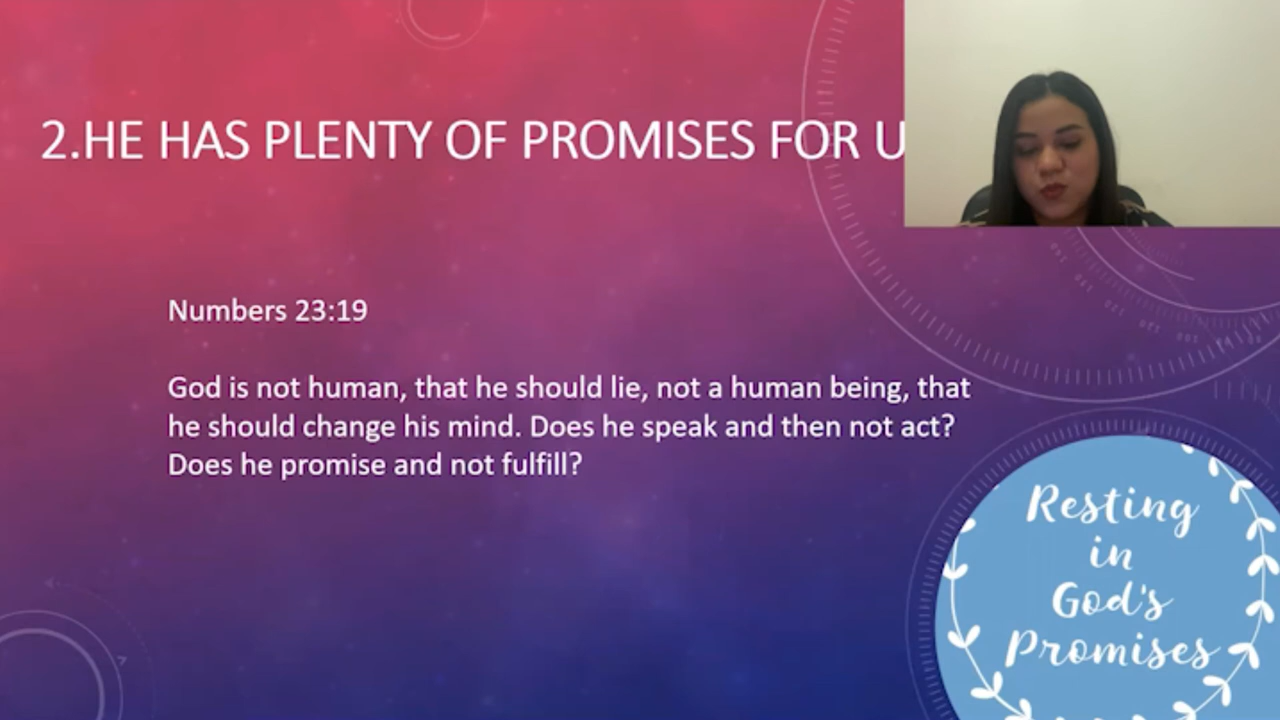 2.HE HAS PLENTY OF PROMISES FOR U
Numbers 23:19
God is not human, that he should lie, not a human being, that
he should change his mind. Does he speak and then not act?
Does he promise and not fulfill?
Resting
in
God's
Promises